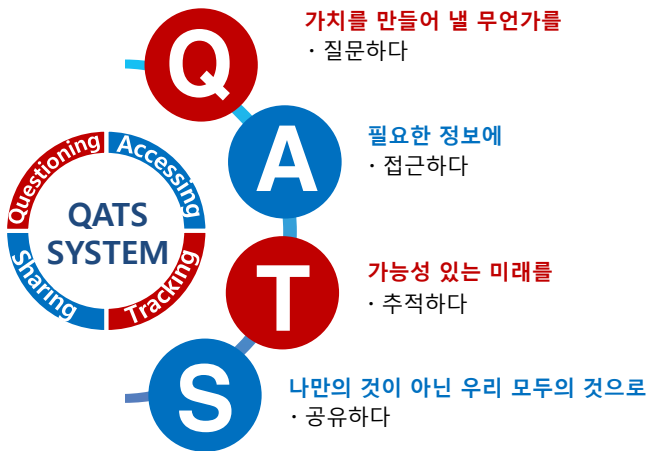 Q
가치를 만들어 낼 무언가를
· 질문하다
A
필요한 정보에
· 접근하다
Questioning
Accessing
QATS
SYSTEM
Sharing
Tracking
T
가능성 있는 미래를
· 추적하다
S
나만의 것이 아닌 우리 모두의 것으로
· 공유하다